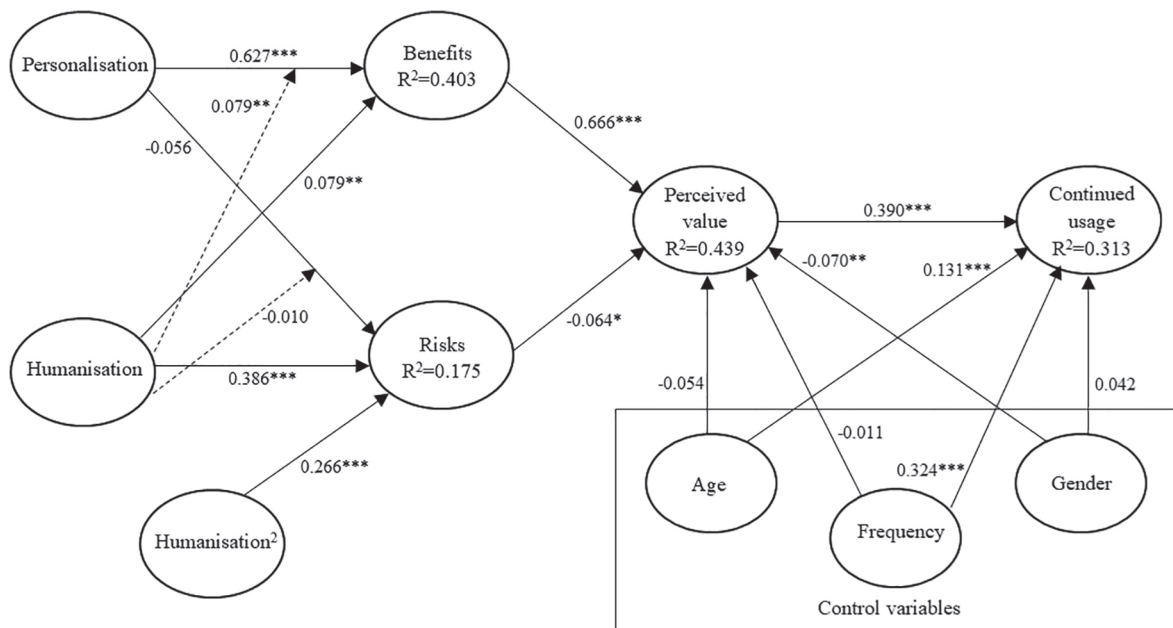 Personalisation
0.627***
Benefits
R²=0.403
0.079**
-0.056
0.079**
0.666***
Perceived
value
R²=0.439
0.390***
Continued
usage
R²=0.313
-0.070**
0.131***
Humanisation
-0.010
0.386***
Risks
R²=0.175
-0.064*
0.266***
Humanisation²
-0.054
-0.011
0.324***
0.042
Age
Frequency
Gender
Control variables